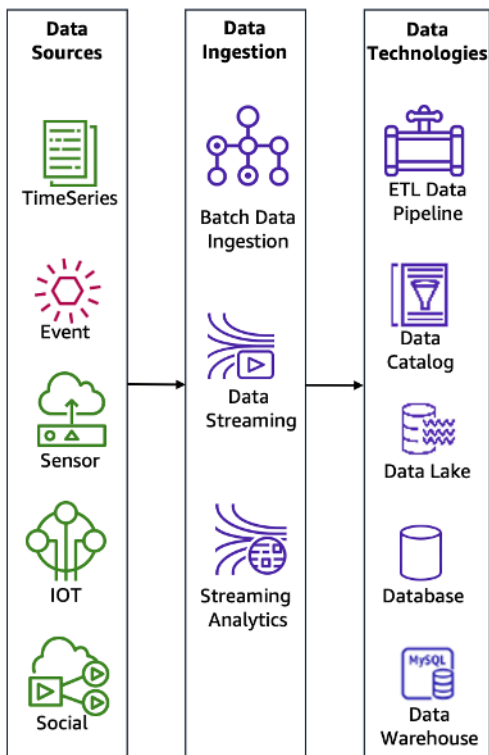 Data
Sources
TimeSeries
Event
Sensor
IOT
Social
Data
Ingestion
Batch Data
Ingestion
Data
Streaming
Streaming
Analytics
Data
Technologies
ETL Data
Pipeline
Data
Catalog
Data Lake
Database
MySQL
Data
Warehouse